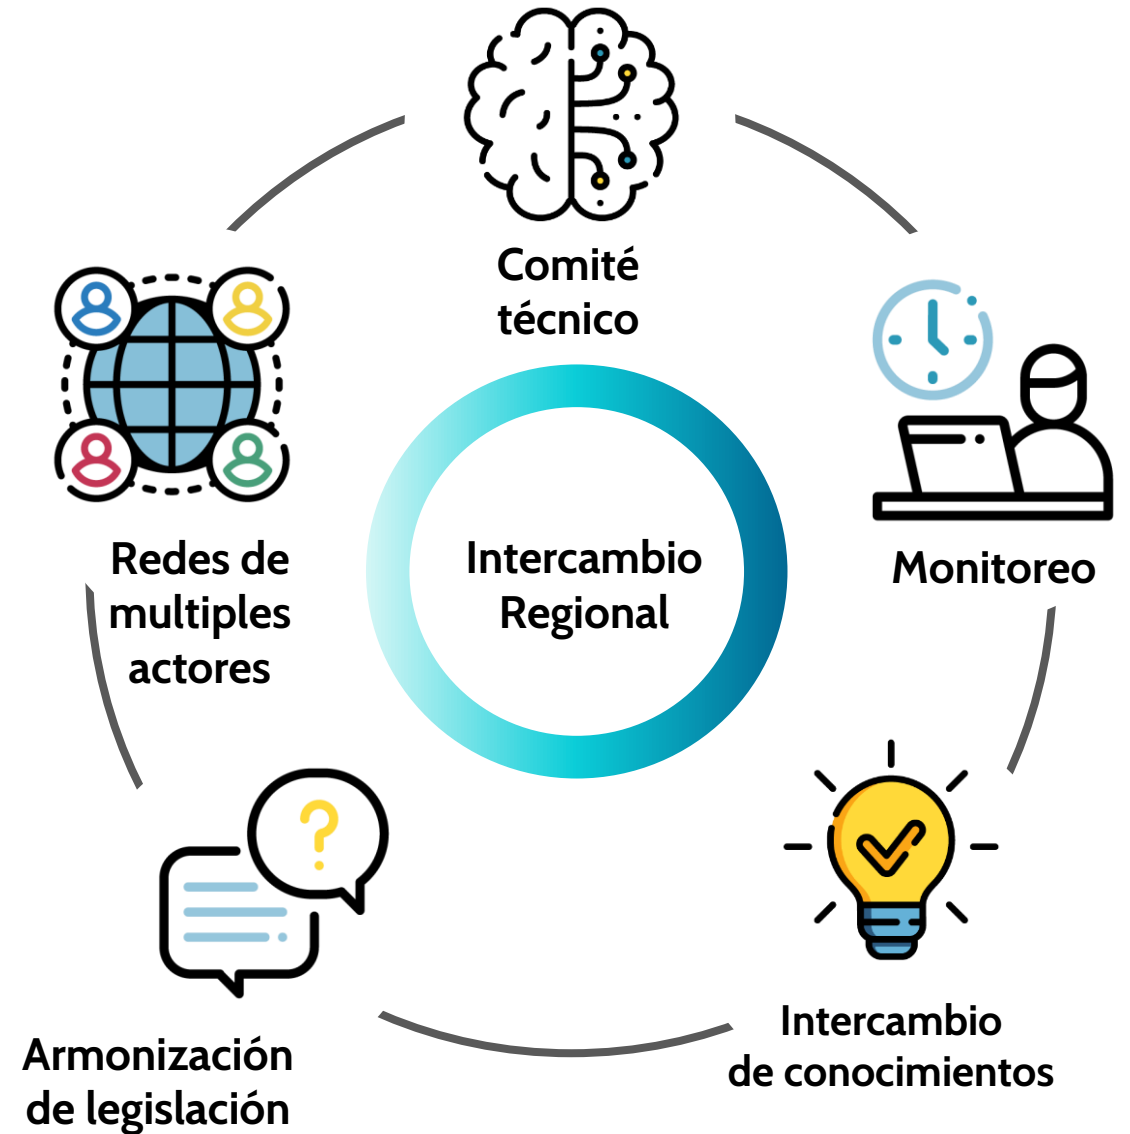 Comité
técnico
Redes de
multiples
actores
Intercambio
Regional
Monitoreo
Armonización
de legislación
Intercambio
de conocimientos